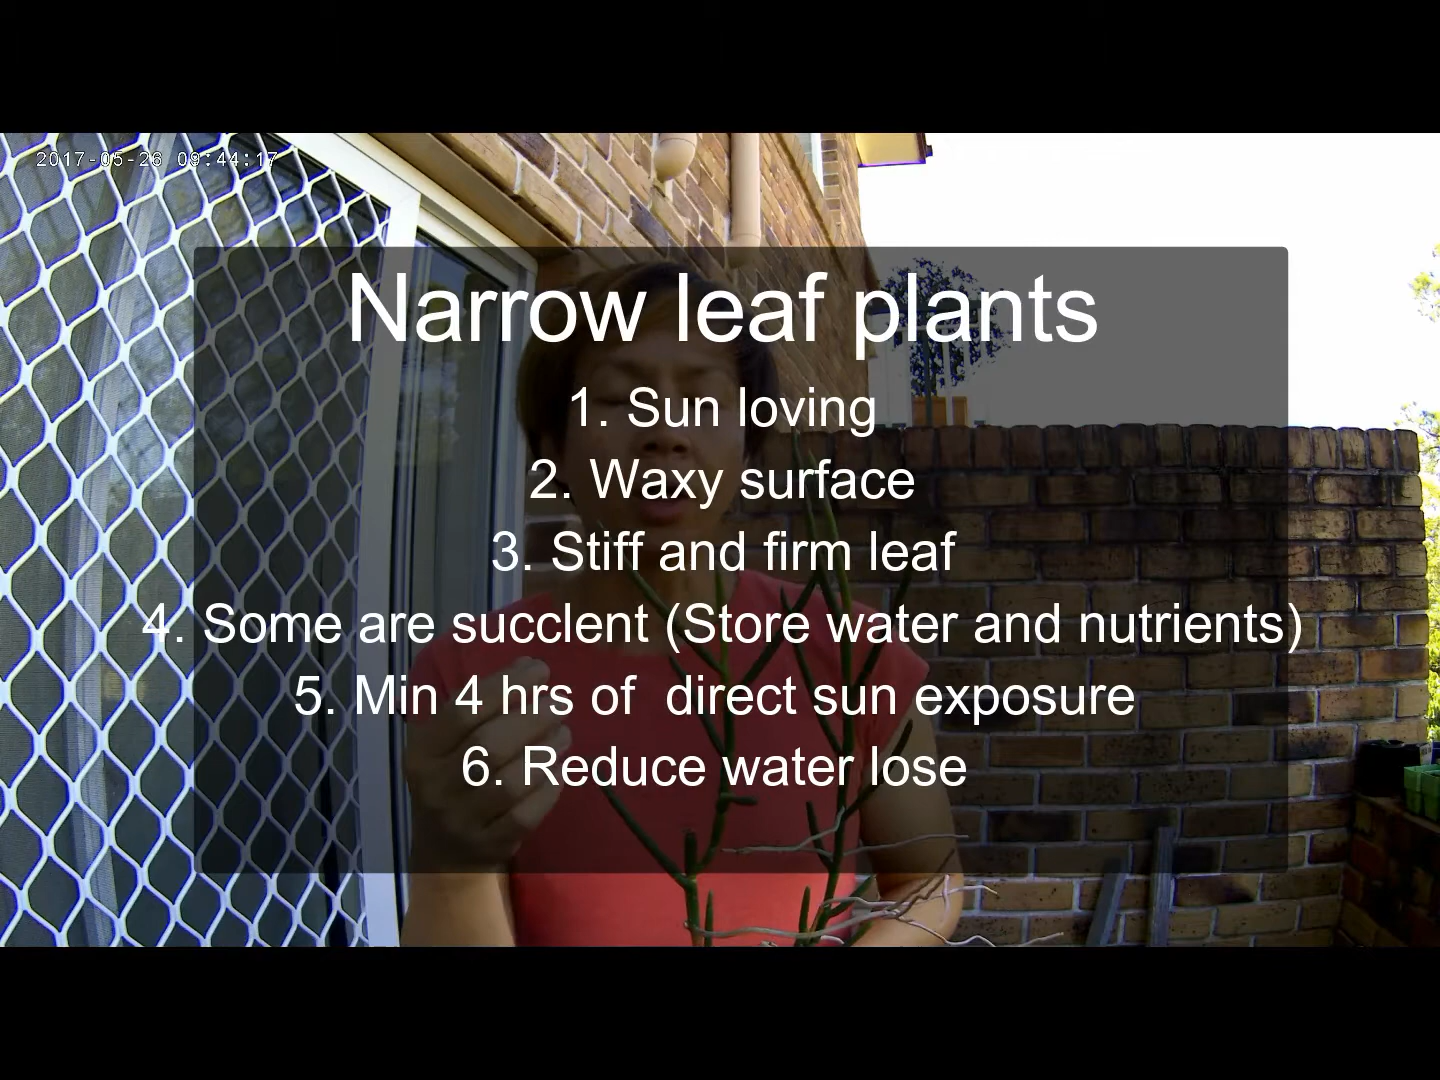 2017-05-26 09:44:17
Narrow leaf plants
1. Sun loving
2. Waxy surface
3. Stiff and firm leaf
4. Some are succlent (Store water and nutrients)
5. Min 4 hrs of  direct sun exposure
6. Reduce water lose